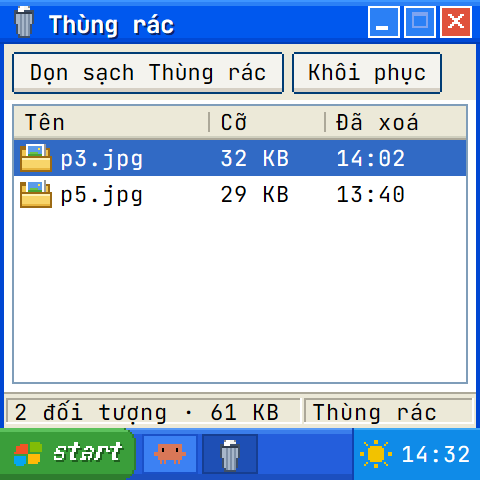 Thùng rác
Dọn sạch Thùng rác Khôi phục
Tên Cỡ Đã xoá
p3.jpg 32 KB 14:02
p5.jpg 29 KB 13:40
2 đối tượng · 61 KB Thùng rác
start 14:32